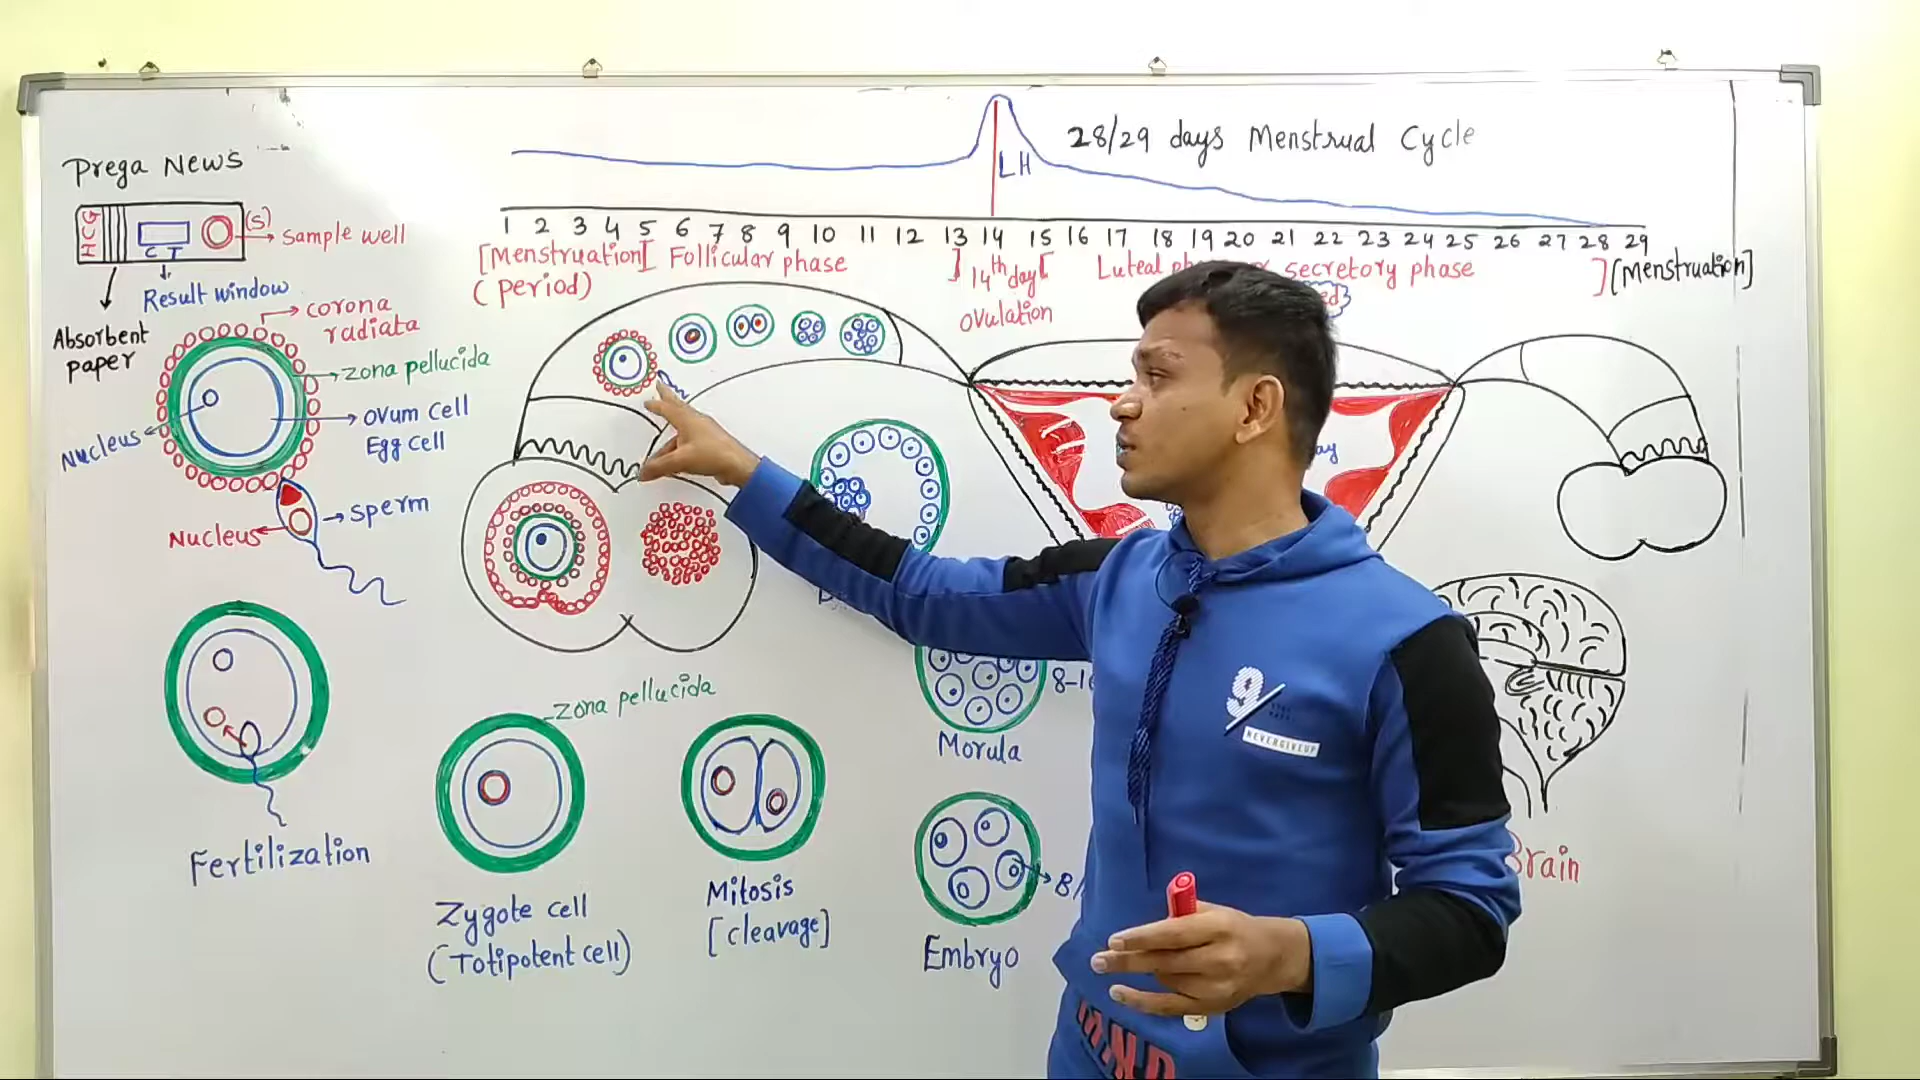 Prega News
HCG
(S)
sample well
C T
Result window
Absorbent
paper
corona
radiata
zona pellucida
ovum cell
Egg cell
Nucleus
sperm
Nucleus
Fertilization
28/29 days Menstrual Cycle
LH
1 2 3 4 5 6 7 8 9 10 11 12 13 14 15 16 17 18 19 20 21 22 23 24 25 26 27 28 29
[Menstruation] [ Follicular phase ]
(period)
14th day
ovulation
[ Luteal secretory phase ]
[Menstruation]
zona pellucida
Zygote cell
(Totipotent cell)
Mitosis
[cleavage]
Morula
Embryo
Brain
9
NEVERGIVEUP